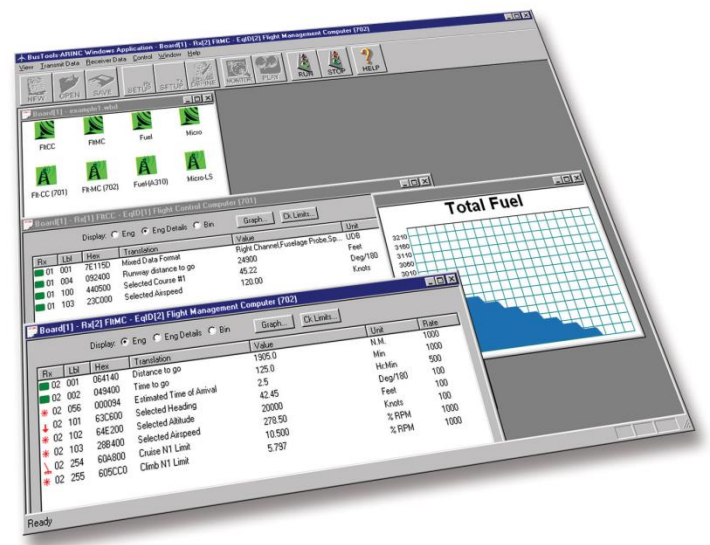 BusTools-ARINC Windows Application - Board[1] - Rx[2] FltMC - EqID[2] Flight Management Computer (702)
View Transmit Data Receiver Data Control Window Help
NEW OPEN SAVE SETUP SETUP DEFINE MONITOR PLAY RUN STOP HELP
Board[1] - example1.wbd
FltCC FltMC Fuel Micro
Flt-CC (701) Flt-MC (702) Fuel-(A310) Micro-LS
Board[1] - Rx[1] FltCC - EqID[1] Flight Control Computer (701)
Display: Eng Eng Details Bin Graph... Ck Limits...
Rx Lbl Hex Translation Value Unit
01 001 7E115D Mixed Data Format Right Channel,Fuselage Probe,Sp... UDB
01 004 092400 Runway distance to go 24900 Feet
01 100 440500 Selected Course #1 45.22 Deg/180
01 103 23C000 Selected Airspeed 120.00 Knots
Total Fuel
3210
3160
3110
3060
3010
Board[1] - Rx[2] FltMC - EqID[2] Flight Management Computer (702)
Display: Eng Eng Details Bin Graph... Ck Limits...
Rx Lbl Hex Translation Value Unit Rate
02 001 064140 Distance to go 1905.0 N.M. 1000
02 002 049400 Time to go 125.0 Min 1000
02 056 000094 Estimated Time of Arrival 2.5 Hr:Min 500
02 101 63C600 Selected Heading 42.45 Deg/180 100
02 102 64E200 Selected Altitude 20000 Feet 100
02 103 28B400 Selected Airspeed 278.50 Knots 100
02 254 60A800 Cruise N1 Limit 10.500 % RPM 1000
02 255 605CC0 Climb N1 Limit 5.797 % RPM 1000
Ready